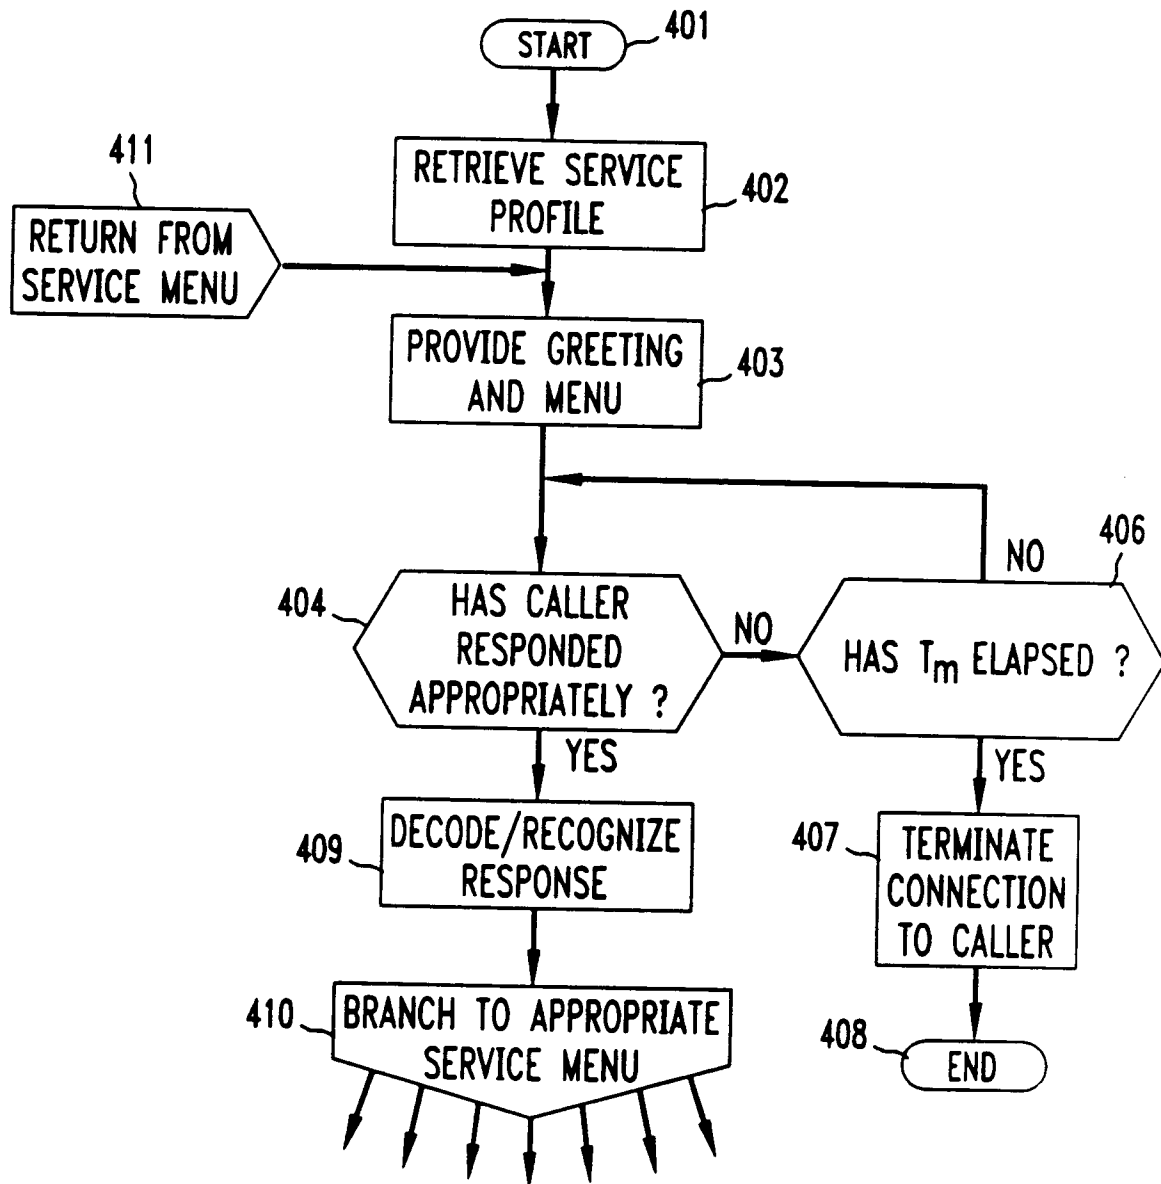 START
401
RETRIEVE SERVICE
PROFILE
402
411
RETURN FROM
SERVICE MENU
PROVIDE GREETING
AND MENU
403
404
HAS CALLER
RESPONDED
APPROPRIATELY ?
NO
406
NO
HAS Tm ELAPSED ?
YES
YES
409
DECODE/RECOGNIZE
RESPONSE
407
TERMINATE
CONNECTION
TO CALLER
410
BRANCH TO APPROPRIATE
SERVICE MENU
408
END